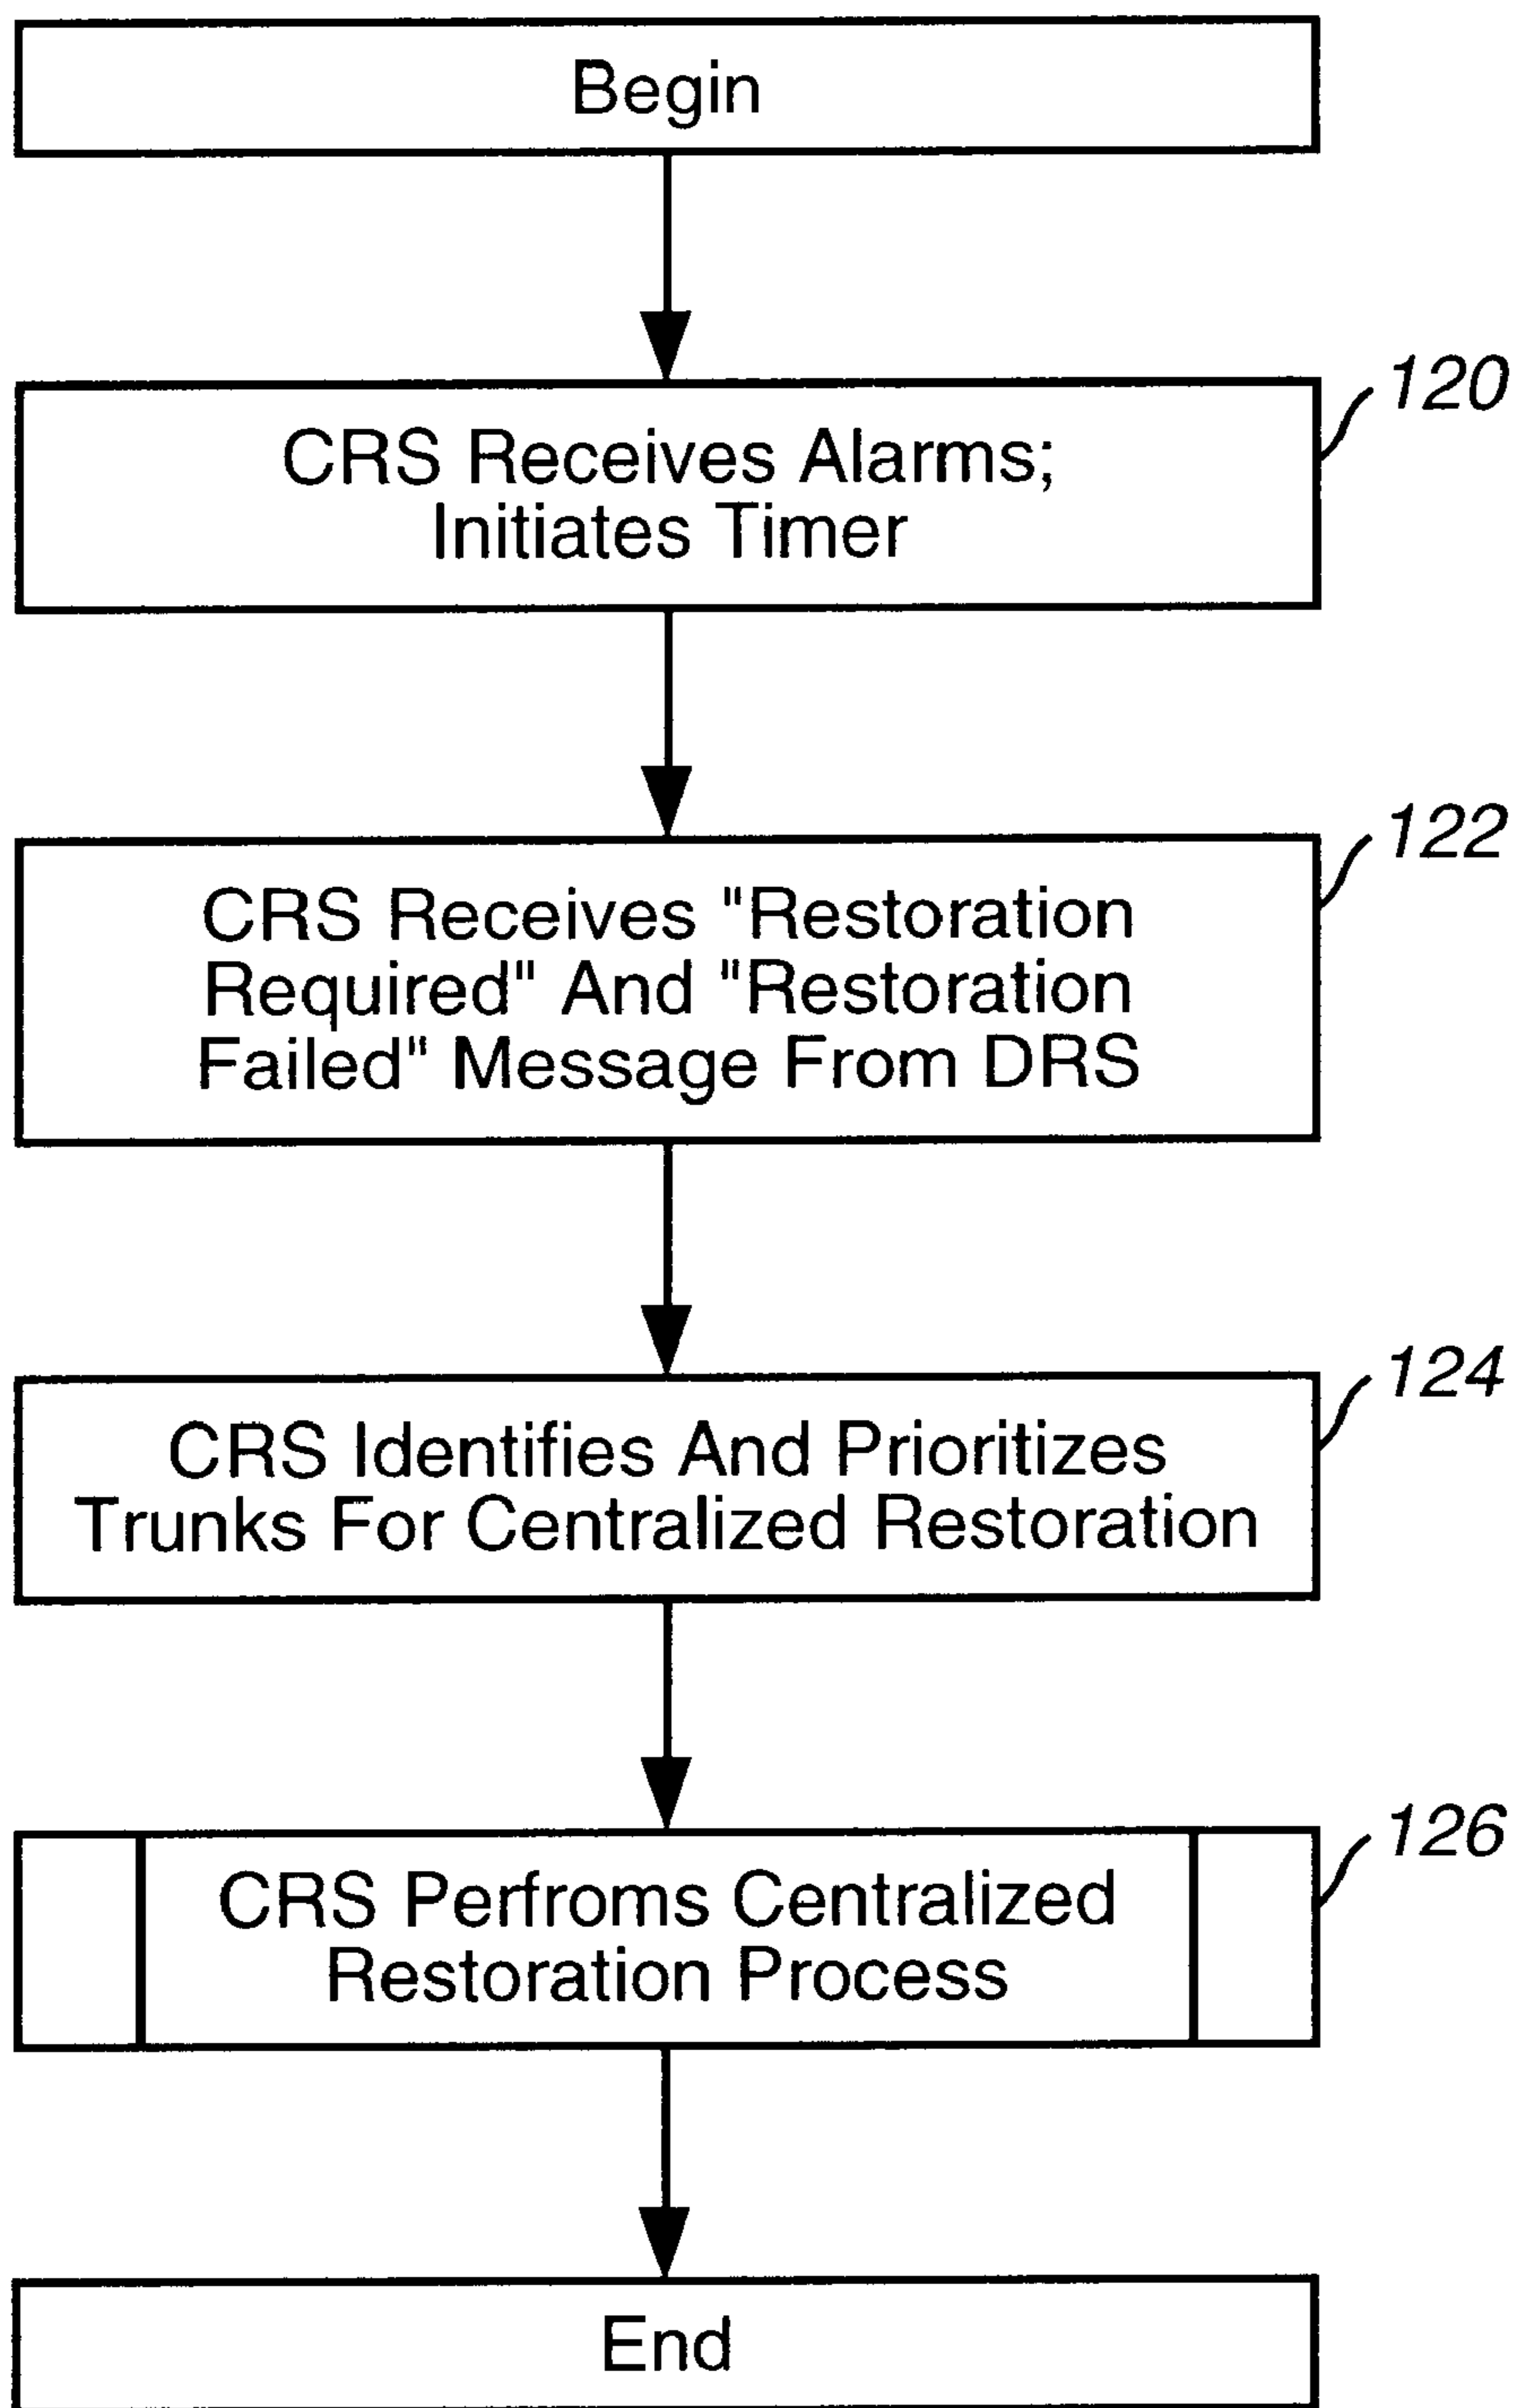 Begin
120
CRS Receives Alarms;
Initiates Timer
122
CRS Receives "Restoration
Required" And "Restoration
Failed" Message From DRS
124
CRS Identifies And Prioritizes
Trunks For Centralized Restoration
126
CRS Perfroms Centralized
Restoration Process
End